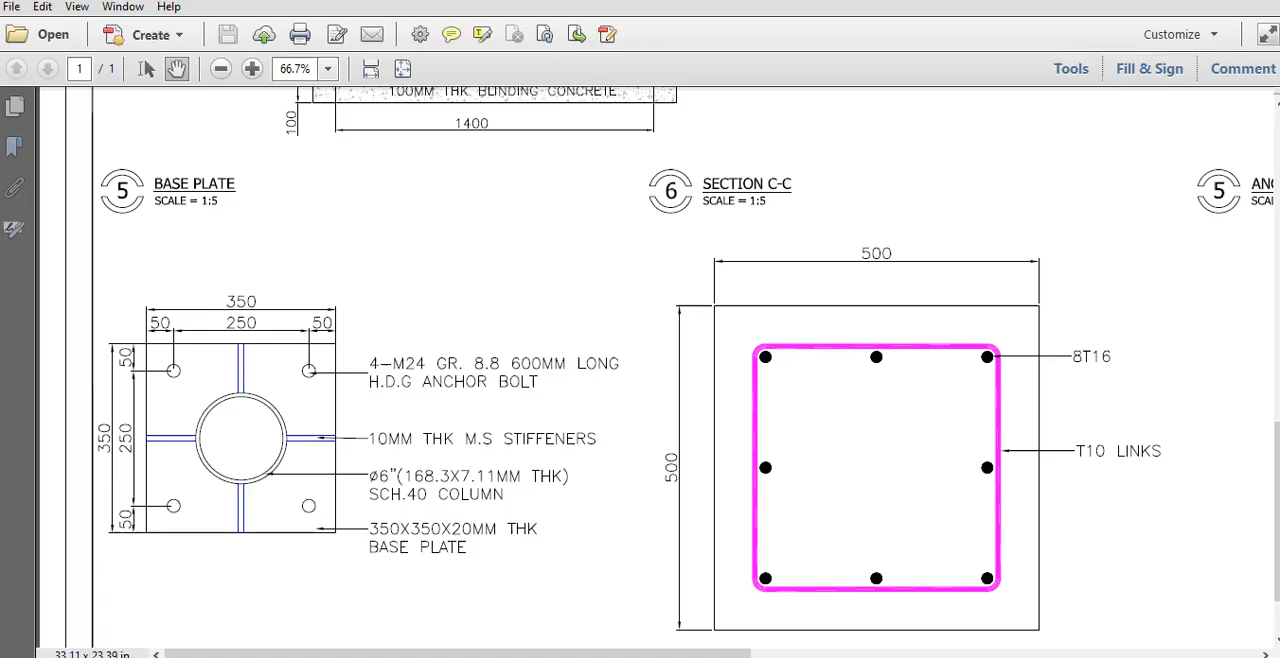 File Edit View Window Help
Open Create Customize
1 / 1 66.7% Tools Fill & Sign Comment
100MM THK. BLINDING CONCRETE
100
1400
5 BASE PLATE
SCALE = 1:5
6 SECTION C-C
SCALE = 1:5
5
350
50 250 50
50
250
50
350
4-M24 GR. 8.8 600MM LONG
H.D.G ANCHOR BOLT
10MM THK M.S STIFFENERS
ø6"(168.3X7.11MM THK)
SCH.40 COLUMN
350X350X20MM THK
BASE PLATE
500
500
8T16
T10 LINKS
33.11 x 23.39 in